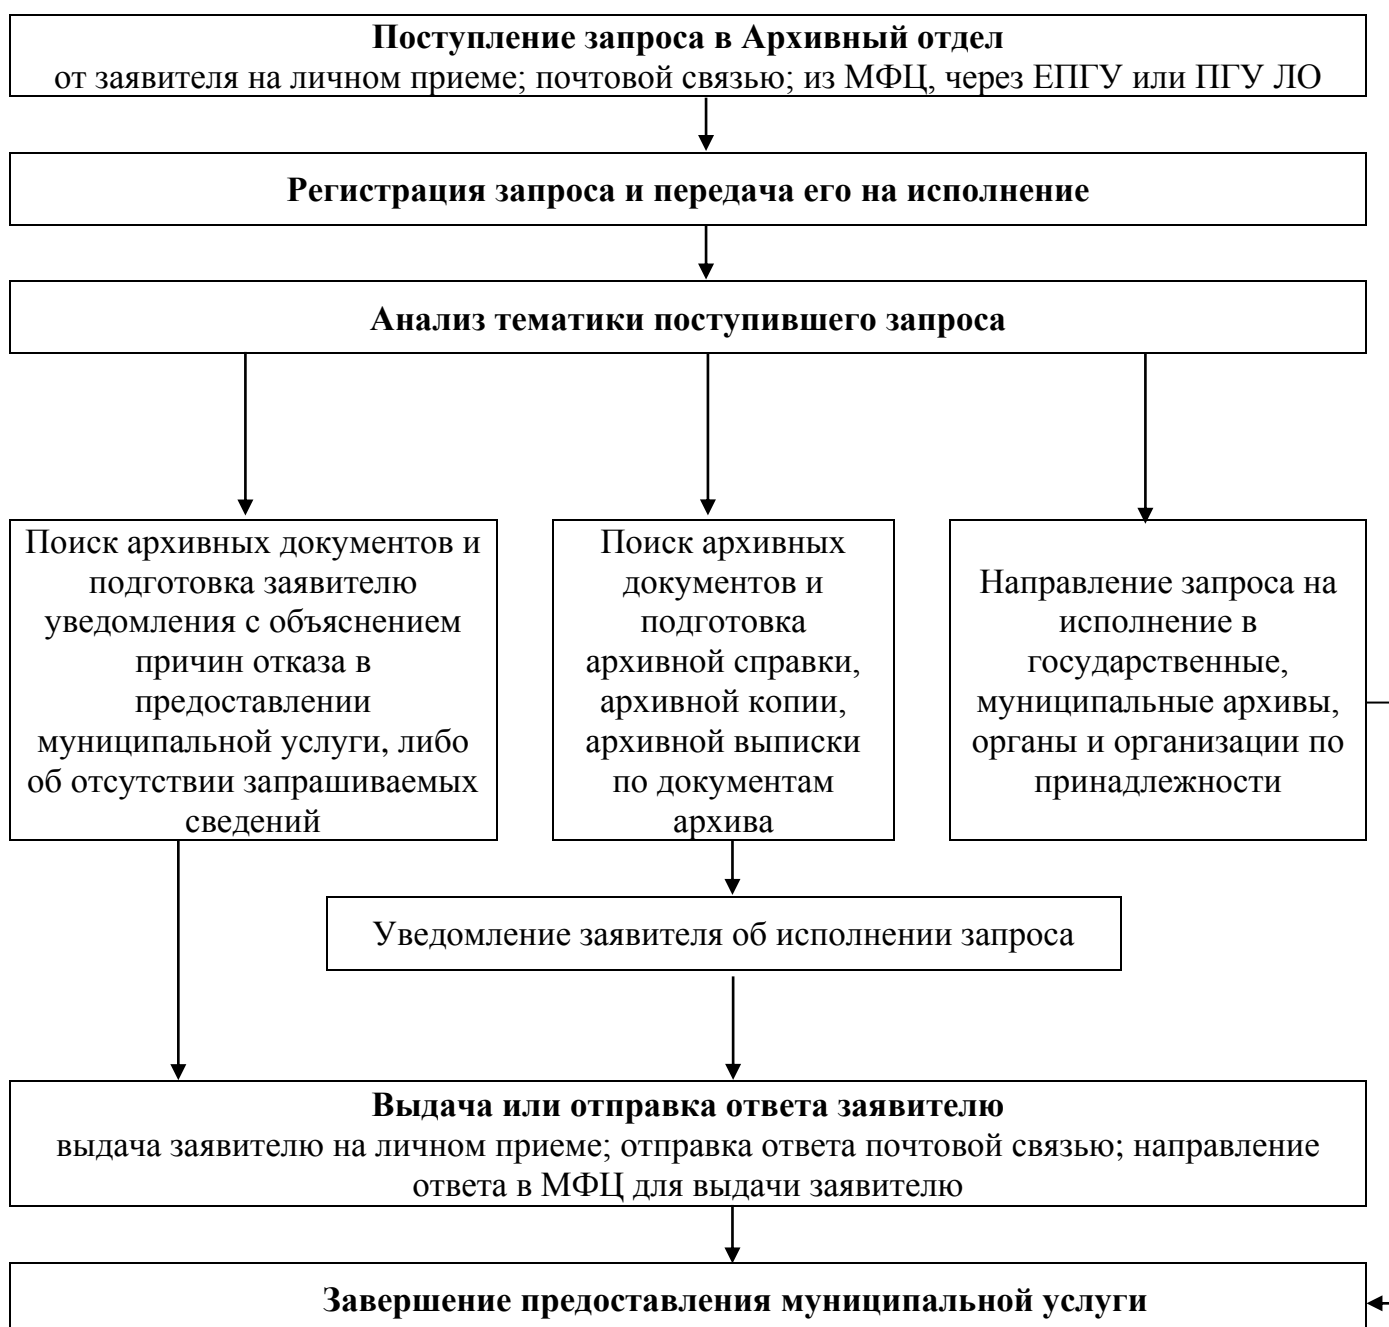 Поступление запроса в Архивный отдел
от заявителя на личном приеме; почтовой связью; из МФЦ, через ЕПГУ или ПГУ ЛО
Регистрация запроса и передача его на исполнение
Анализ тематики поступившего запроса
Поиск архивных документов и
подготовка заявителю
уведомления с объяснением
причин отказа в
предоставлении
муниципальной услуги, либо
об отсутствии запрашиваемых
сведений
Поиск архивных
документов и
подготовка
архивной справки,
архивной копии,
архивной выписки
по документам
архива
Направление запроса на
исполнение в
государственные,
муниципальные архивы,
органы и организации по
принадлежности
Уведомление заявителя об исполнении запроса
Выдача или отправка ответа заявителю
выдача заявителю на личном приеме; отправка ответа почтовой связью; направление
ответа в МФЦ для выдачи заявителю
Завершение предоставления муниципальной услуги